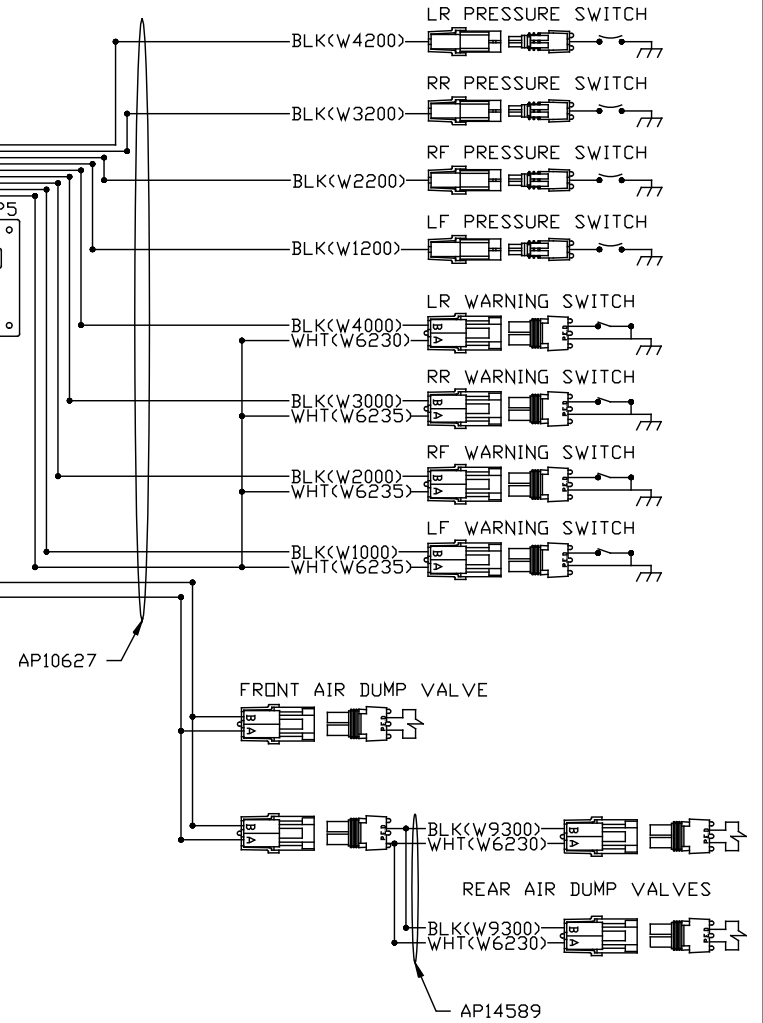 LR PRESSURE SWITCH
BLK(W4200)
RR PRESSURE SWITCH
BLK(W3200)
RF PRESSURE SWITCH
BLK(W2200)
P5
LF PRESSURE SWITCH
BLK(W1200)
LR WARNING SWITCH
BLK(W4000)
B
WHT(W6230)
A
RR WARNING SWITCH
BLK(W3000)
B
WHT(W6235)
A
RF WARNING SWITCH
BLK(W2000)
B
WHT(W6235)
A
LF WARNING SWITCH
BLK(W1000)
B
WHT(W6235)
A
AP10627
FRONT AIR DUMP VALVE
B
A
B
A
BLK(W9300)
B
WHT(W6230)
A
REAR AIR DUMP VALVES
BLK(W9300)
B
WHT(W6230)
A
AP14589